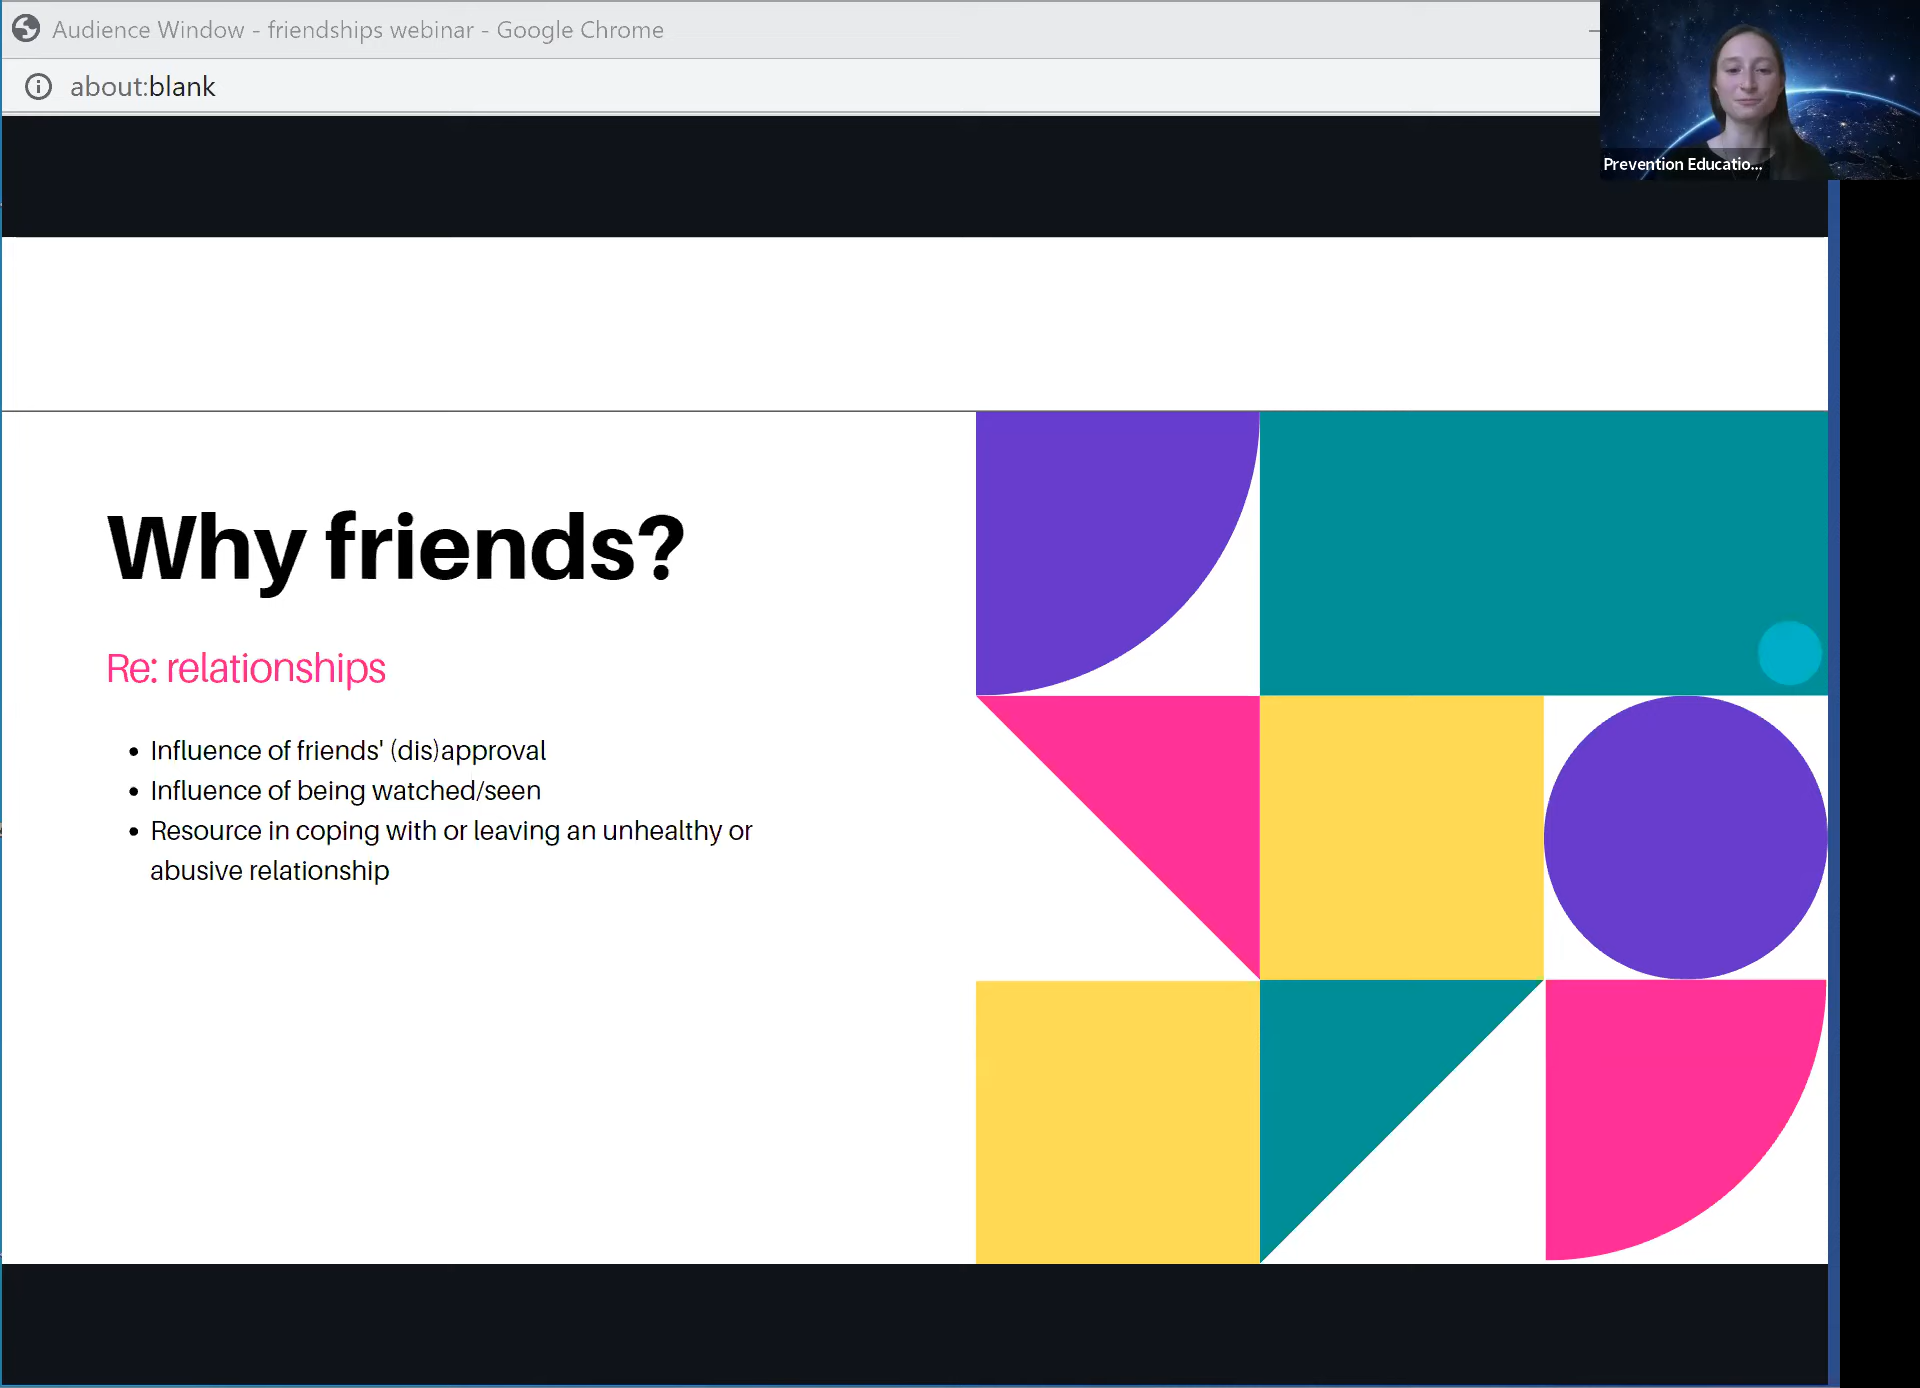 Audience Window - friendships webinar - Google Chrome
about:blank
Prevention Educatio...
Why friends?
Re: relationships
• Influence of friends' (dis)approval
• Influence of being watched/seen
• Resource in coping with or leaving an unhealthy or
abusive relationship